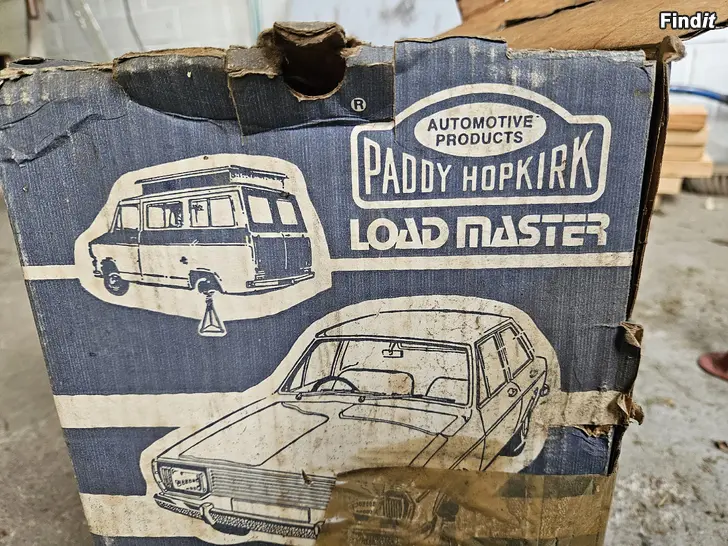 Findit
®
AUTOMOTIVE
PRODUCTS
PADDY HOPKIRK
LOAD MASTER